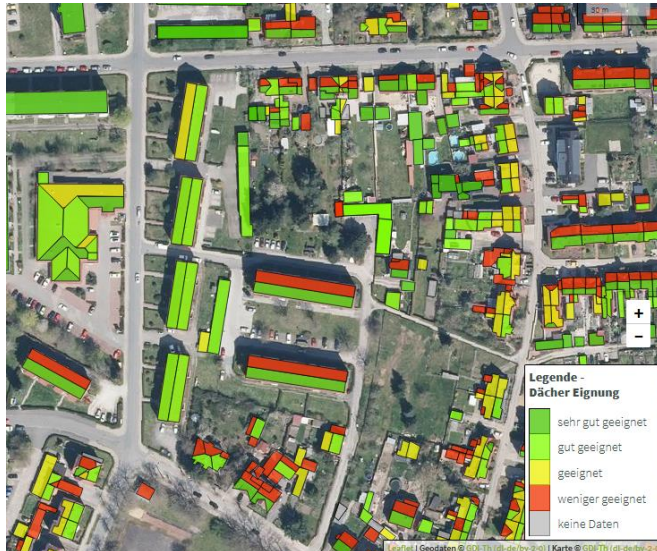 30 m
+
−
Legende -
Dächer Eignung
sehr gut geeignet
gut geeignet
geeignet
weniger geeignet
keine Daten
Leaflet | Geodaten © GDI-Th (dl-de/by-2-0) | Karte © GDI-Th (dl-de/by-2-